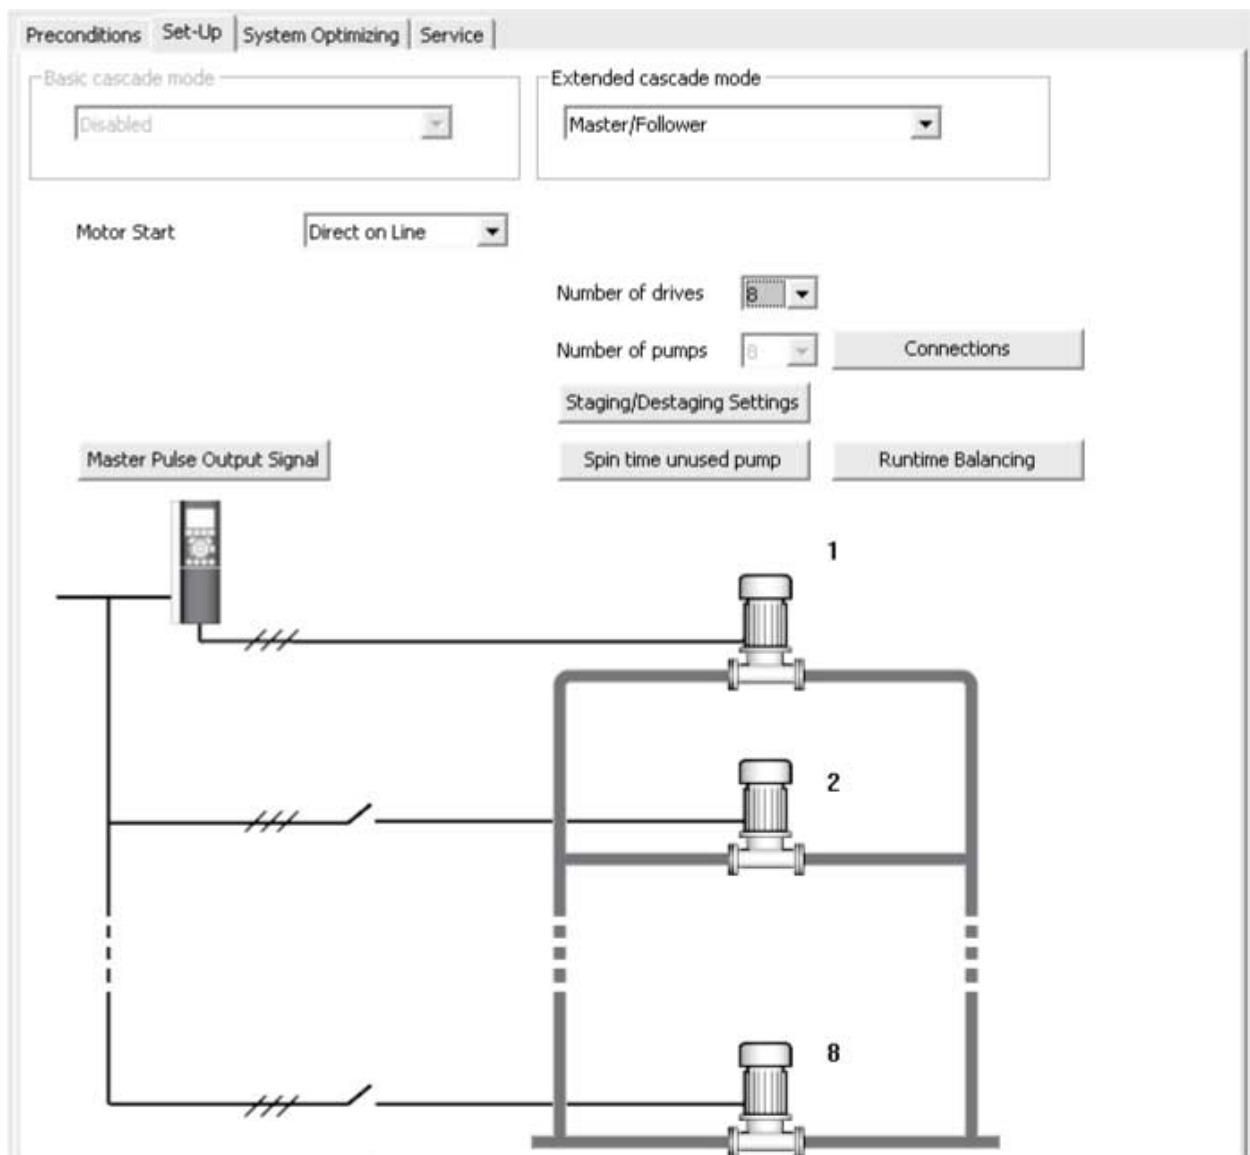 Preconditions Set-Up System Optimizing Service
Basic cascade mode Extended cascade mode
Disabled Master/Follower
Motor Start Direct on Line
Number of drives 8
Number of pumps 8 Connections
Staging/Destaging Settings
Master Pulse Output Signal Spin time unused pump Runtime Balancing
1
2
8